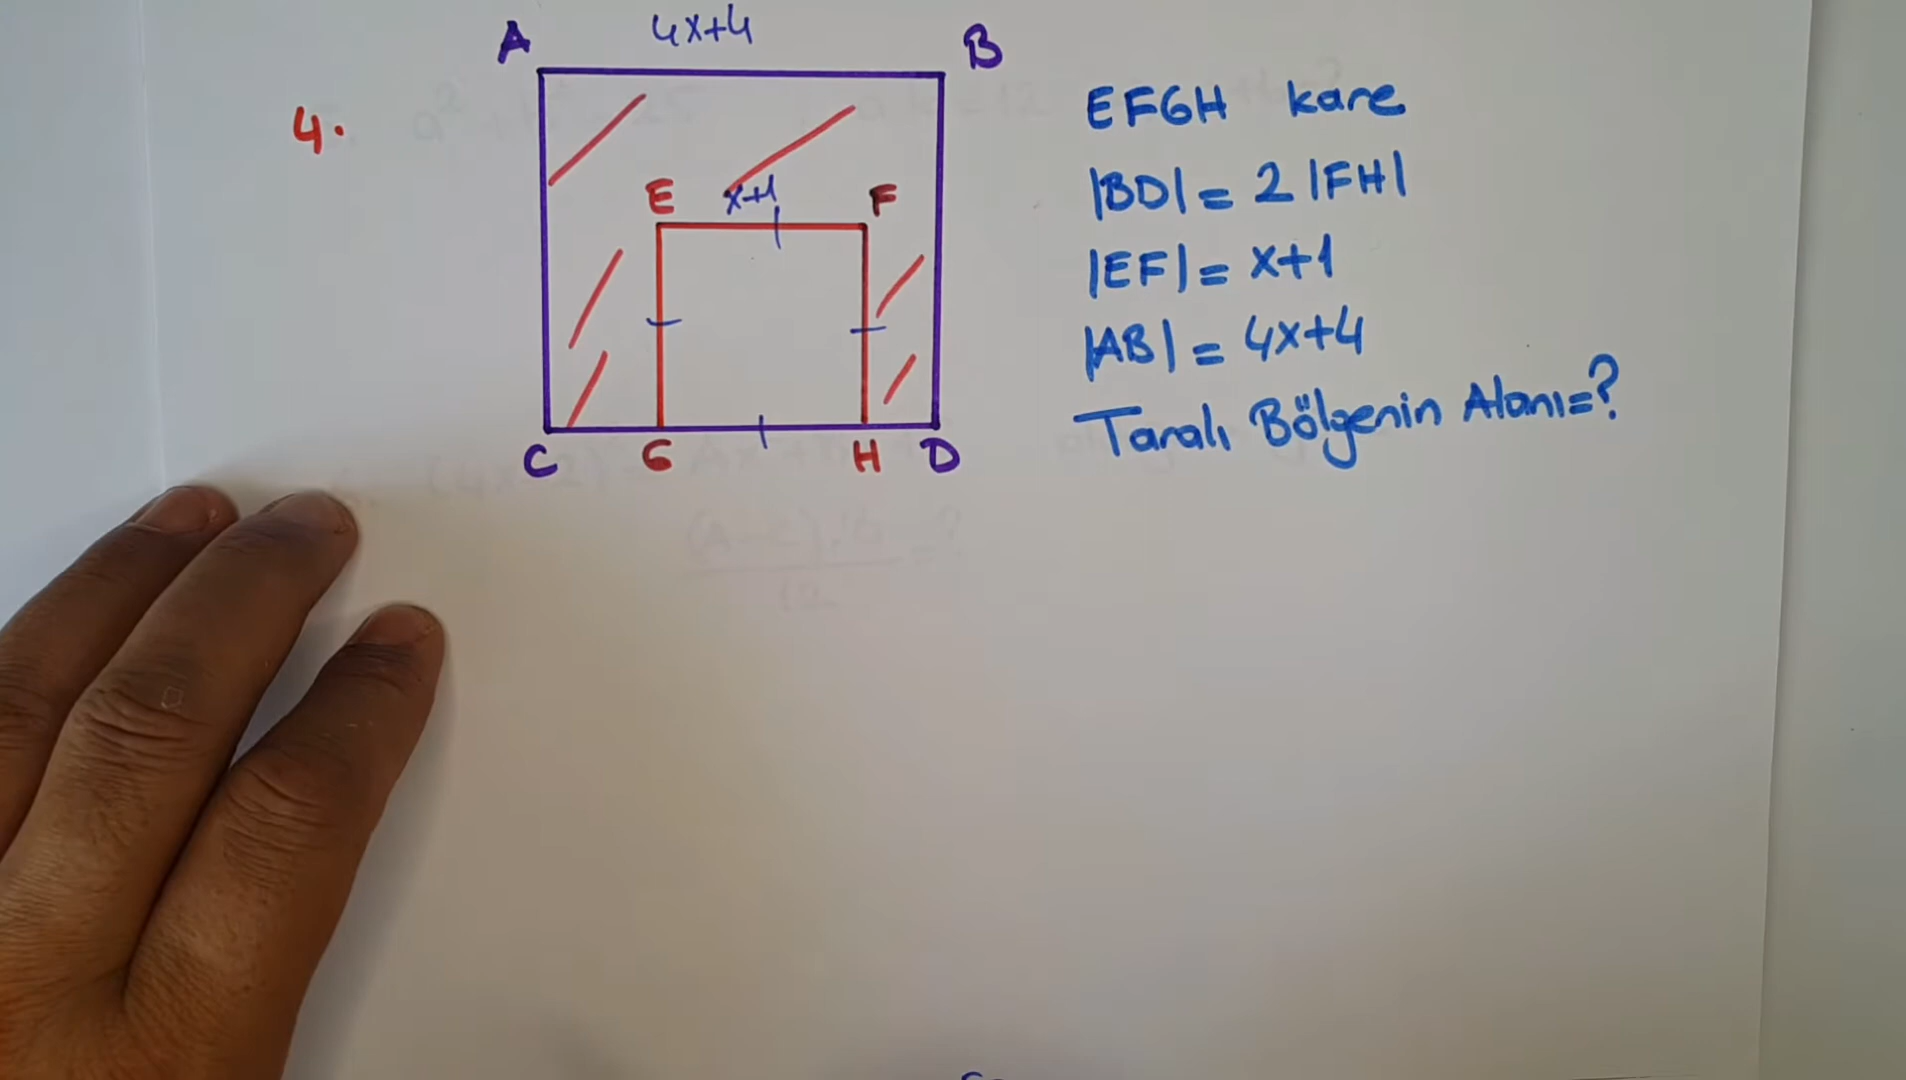 4x+4
A B
4.
EFGH kare
|BD| = 2 |FH|
E x+1 F
|EF| = x+1
|AB| = 4x+4
Taralı Bölgenin Alanı=?
C G H D